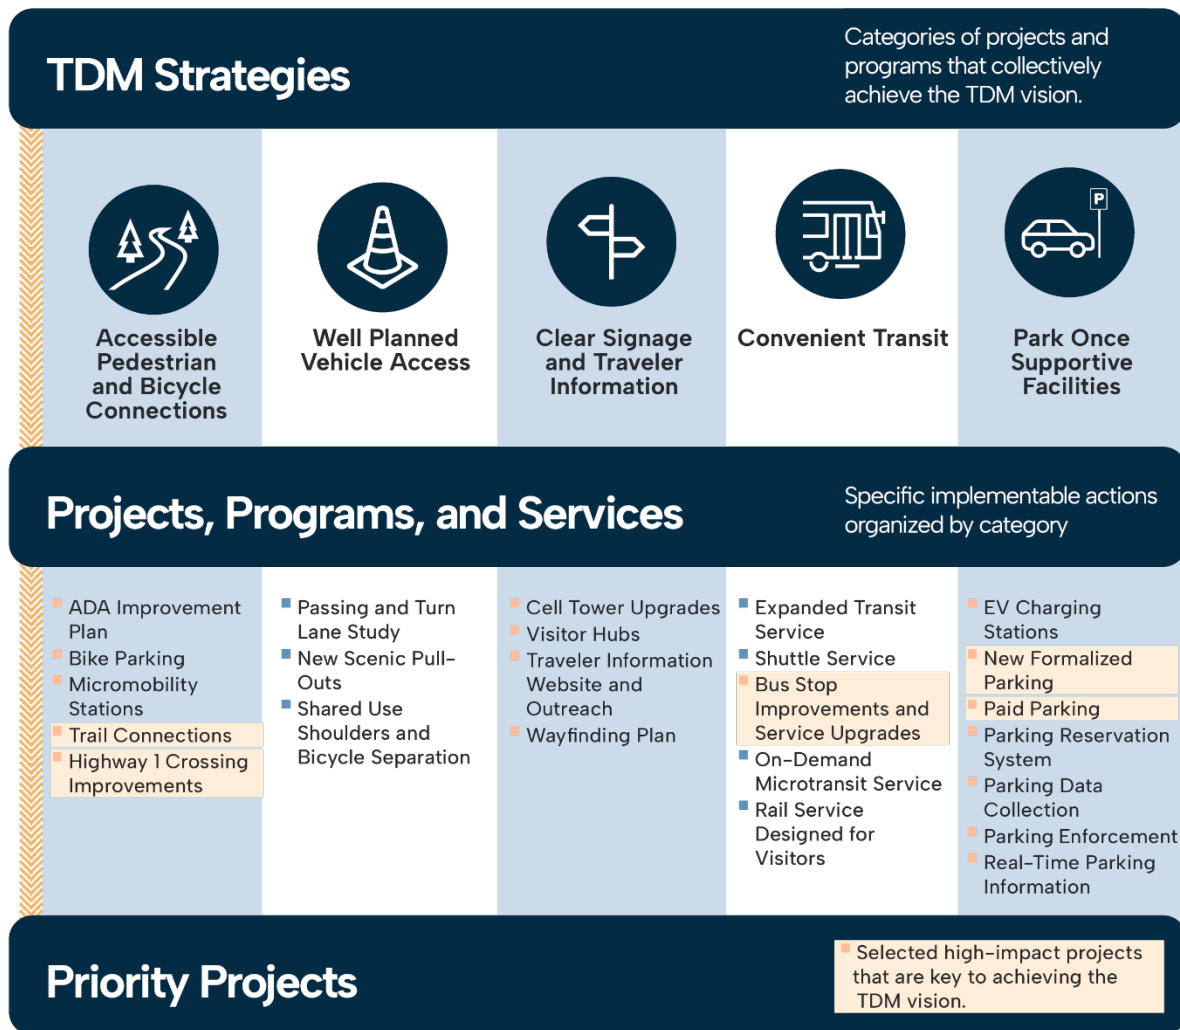 TDM Strategies
Categories of projects and
programs that collectively
achieve the TDM vision.
P
Accessible
Pedestrian
and Bicycle
Connections
Well Planned
Vehicle Access
Clear Signage
and Traveler
Information
Convenient Transit
Park Once
Supportive
Facilities
Projects, Programs, and Services
Specific implementable actions
organized by category
ADA Improvement
Plan
Bike Parking
Micromobility
Stations
Trail Connections
Highway 1 Crossing
Improvements
Passing and Turn
Lane Study
New Scenic Pull-
Outs
Shared Use
Shoulders and
Bicycle Separation
Cell Tower Upgrades
Visitor Hubs
Traveler Information
Website and
Outreach
Wayfinding Plan
Expanded Transit
Service
Shuttle Service
Bus Stop
Improvements and
Service Upgrades
On-Demand
Microtransit Service
Rail Service
Designed for
Visitors
EV Charging
Stations
New Formalized
Parking
Paid Parking
Parking Reservation
System
Parking Data
Collection
Parking Enforcement
Real-Time Parking
Information
Priority Projects
Selected high-impact projects
that are key to achieving the
TDM vision.